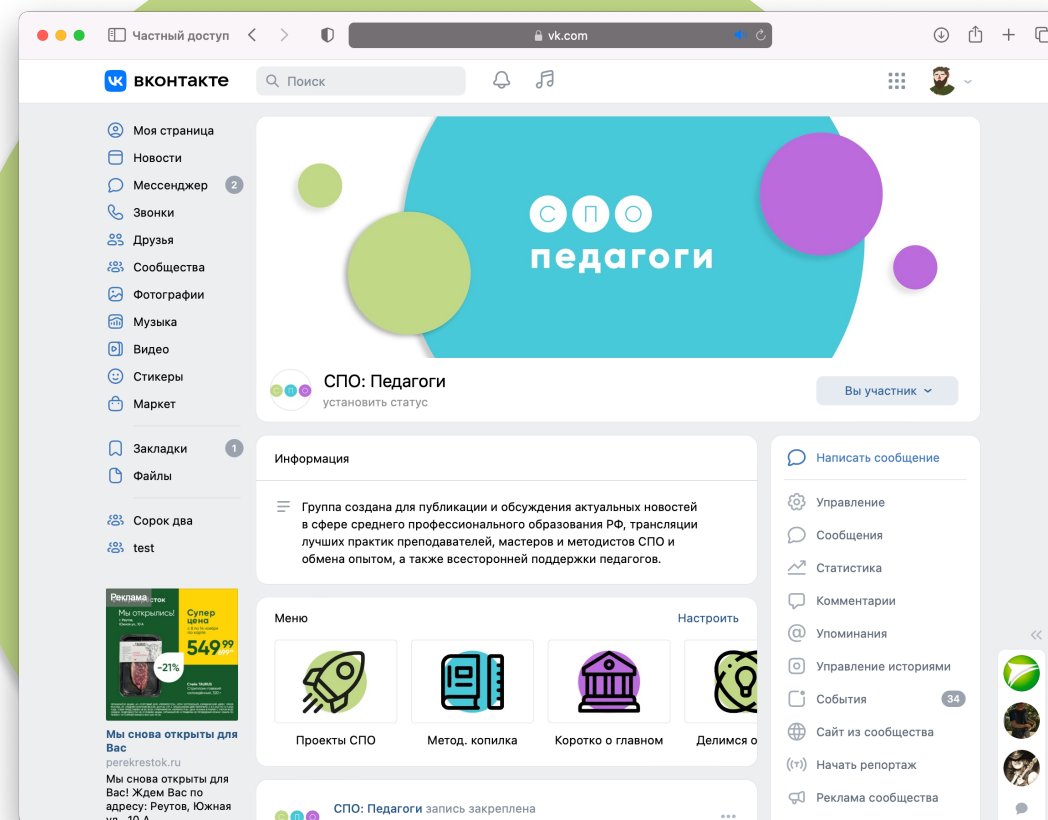 Частный доступ
vk.com
вконтакте
Поиск
Моя страница
Новости
Мессенджер 2
Звонки
Друзья
Сообщества
Фотографии
Музыка
Видео
Стикеры
Маркет
Закладки 1
Файлы
Сорок два
test
Реклама
Мы открылись!
Супер
цена
549 99
-21%
Мы снова открыты для
Вас
perekrestok.ru
Мы снова открыты для
Вас! Ждем Вас по
адресу: Реутов, Южная
ул., 10 А
СПО
педагоги
СПО
СПО: Педагоги
установить статус
Вы участник
Информация
Группа создана для публикации и обсуждения актуальных новостей
в сфере среднего профессионального образования РФ, трансляции
лучших практик преподавателей, мастеров и методистов СПО и
обмена опытом, а также всесторонней поддержки педагогов.
Меню
Настроить
Проекты СПО
Метод. копилка
Коротко о главном
Делимся о
СПО
СПО: Педагоги запись закреплена
Написать сообщение
Управление
Сообщения
Статистика
Комментарии
Упоминания
Управление историями
События 34
Сайт из сообщества
Начать репортаж
Реклама сообщества